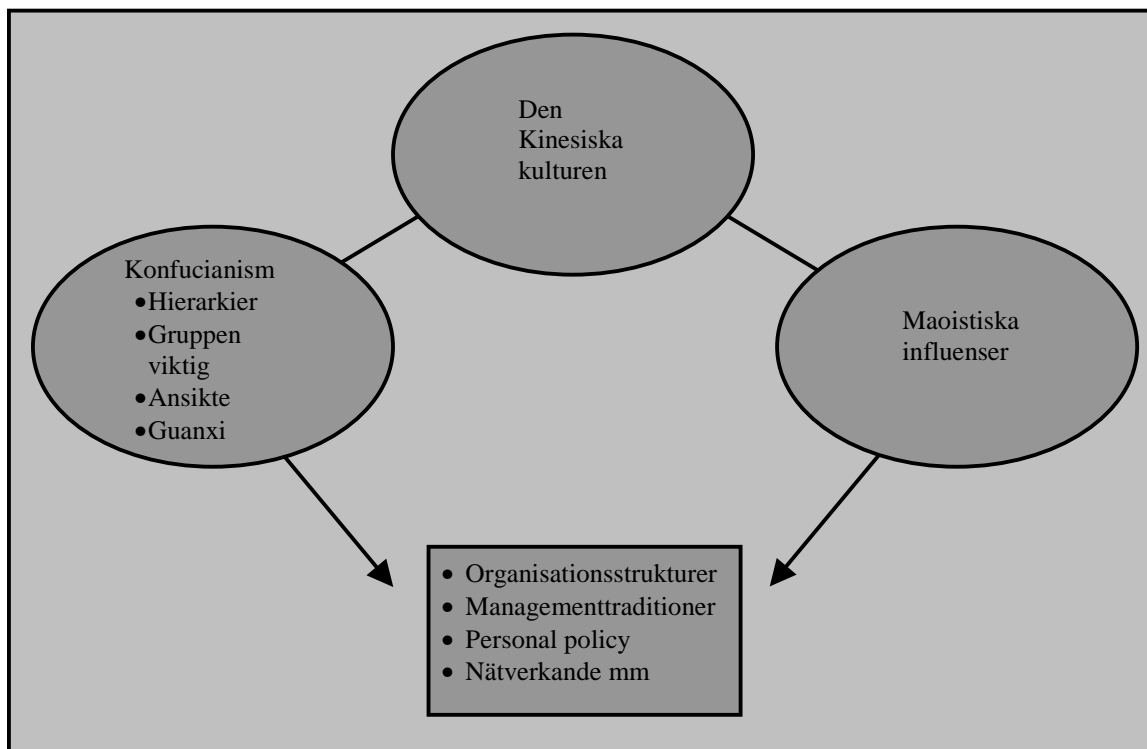 Den
Kinesiska
kulturen
Konfucianism
•Hierarkier
•Gruppen
viktig
•Ansikte
•Guanxi
Maoistiska
influenser
• Organisationsstrukturer
• Managementtraditioner
• Personal policy
• Nätverkande mm